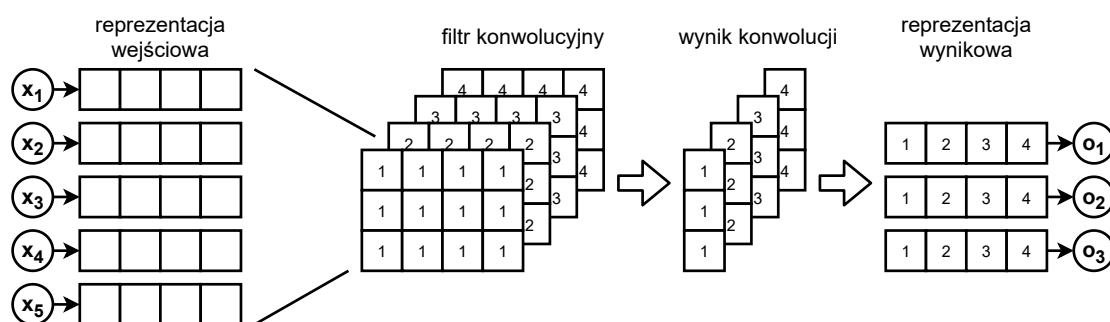 reprezentacja
wejściowa
filtr konwolucyjny
wynik konwolucji
reprezentacja
wynikowa
x1
x2
x3
x4
x5
4 4 4 4
4
4
3 3 3 3
3
3
2 2 2 2
2
2
1 1 1 1
1 1 1 1
1 1 1 1
4
4
4
3
3
3
2
2
2
1
1
1
1 2 3 4 o1
1 2 3 4 o2
1 2 3 4 o3